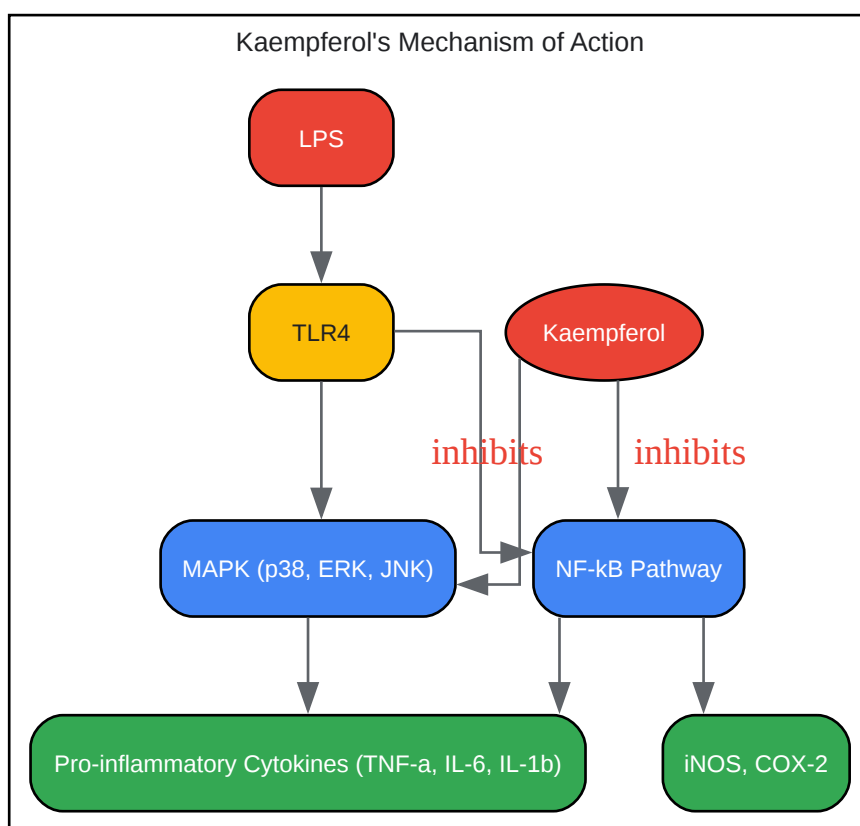 Kaempferol's Mechanism of Action
LPS
TLR4
Kaempferol
inhibits
inhibits
MAPK (p38, ERK, JNK)
NF-kB Pathway
Pro-inflammatory Cytokines (TNF-a, IL-6, IL-1b)
iNOS, COX-2